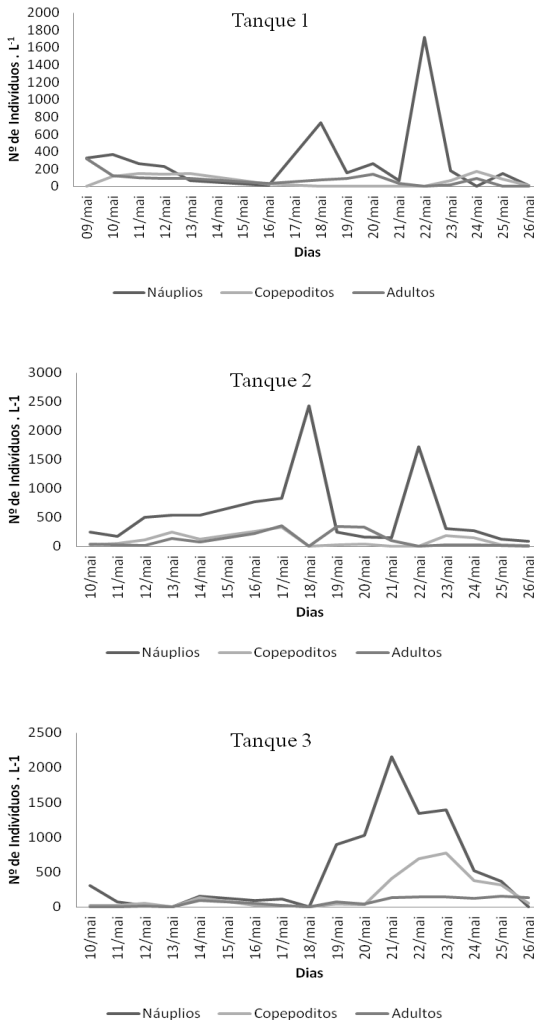 Tanque 1
Nº de Indivíduos . L-1
2000
1800
1600
1400
1200
1000
800
600
400
200
0
09/mai
10/mai
11/mai
12/mai
13/mai
14/mai
15/mai
16/mai
17/mai
18/mai
19/mai
20/mai
21/mai
22/mai
23/mai
24/mai
25/mai
26/mai
Dias
Náuplios Copepoditos Adultos
Tanque 2
Nº de Indivíduos . L-1
3000
2500
2000
1500
1000
500
0
10/mai
11/mai
12/mai
13/mai
14/mai
15/mai
16/mai
17/mai
18/mai
19/mai
20/mai
21/mai
22/mai
23/mai
24/mai
25/mai
26/mai
Dias
Náuplios Copepoditos Adultos
Tanque 3
Nº de Indivíduos . L-1
2500
2000
1500
1000
500
0
10/mai
11/mai
12/mai
13/mai
14/mai
15/mai
16/mai
17/mai
18/mai
19/mai
20/mai
21/mai
22/mai
23/mai
24/mai
25/mai
26/mai
Dias
Náuplios Copepoditos Adultos